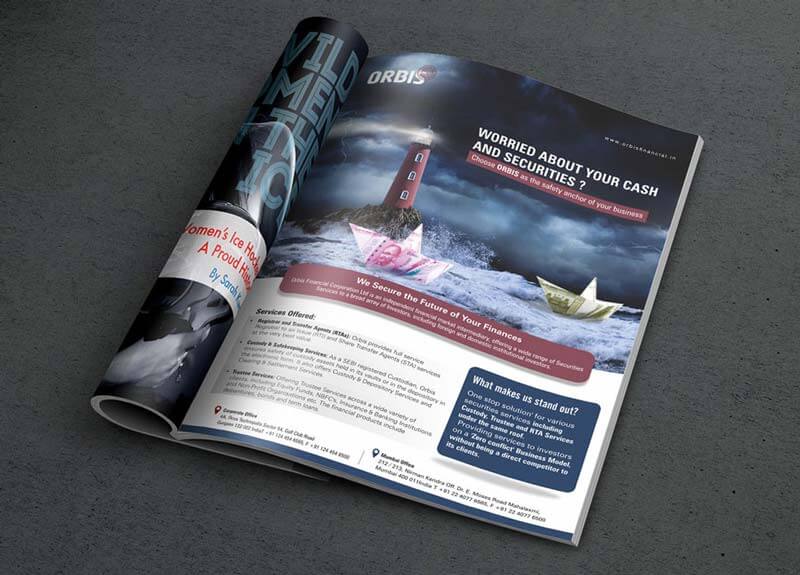 VILD
OMEN
ORBIS
www.orbisfinancial.in
WORRIED ABOUT YOUR CASH
AND SECURITIES ?
Choose ORBIS as the safety anchor of your business
Women's Ice Hocke
A Proud Histo
By Sarah
We Secure the Future of Your Finances
Orbis Financial Corporation Ltd is an independent financial market intermediary, offering a wide range of Securities
Services to a broad array of Investors, including foreign and domestic institutional investors.
Services Offered:
• Registrar and Transfer Agents (RTAs): Orbis provides full service
Registrar to an Issue (RTI) and Share Transfer Agents (STA) services
at the very best value.
• Custody & Safekeeping Services: As a SEBI registered Custodian, Orbis
ensures safety of custody assets held in its vaults or in the depository in
the electronic form. It also offers Custody & Depository Services and
Clearing & Settlement Services.
• Trustee Services: Offering Trustee Services across a wide variety of
clients, including Equity Funds, NBFC's, Insurance & Banking Institutions
and Non-Profit Organisations etc. The financial products include
debentures, bonds and term loans.
What makes us stand out?
'One stop solution' for various
securities services including
Custody, Trustee and RTA Services
under the same roof.
Providing services to investors
on a 'Zero conflict' Business Model,
without being a direct competitor to
its clients.
Corporate Office
4A, Ocus Technopolis Sector 54, Golf Club Road
Gurgaon 122 002 India T +91 124 454 6565, F +91 124 454 6500
Mumbai Office
212 / 213, Nirman Kendra Off. Dr. E. Moses Road Mahalaxmi,
Mumbai 400 011India T +91 22 4077 6565, F +91 22 4077 6500